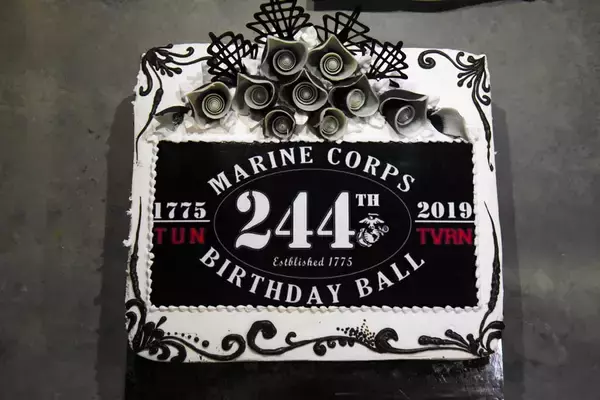 MARINE CORPS
1775
TUN
244TH
2019
TVRN
Estblished 1775
BIRTHDAY BALL